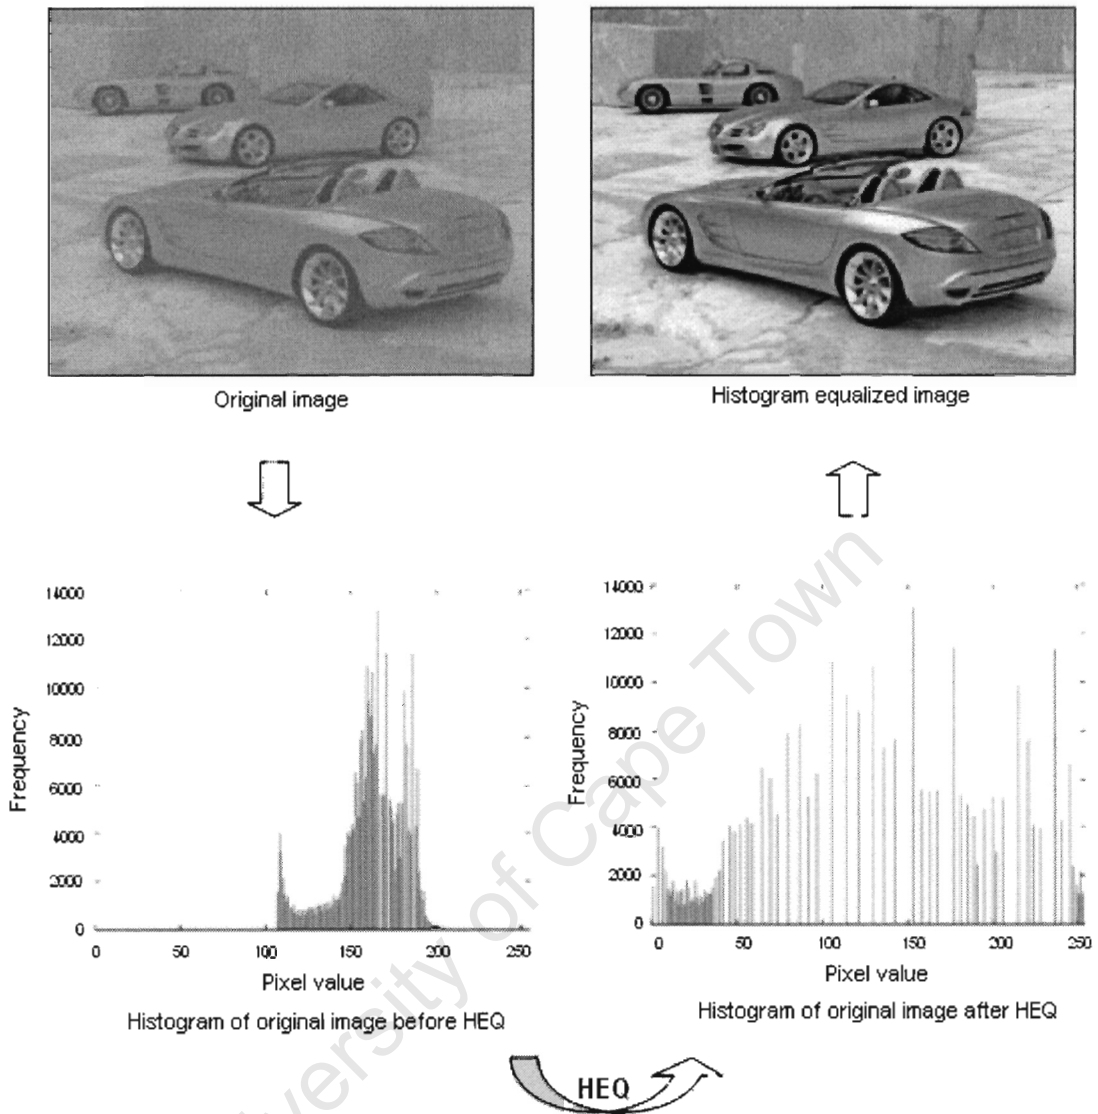 Original image
Histogram equalized image
14000
12000
10000
8000
6000
4000
2000
0
Frequency
0 50 100 150 200 250
Pixel value
Histogram of original image before HEQ
14000
12000
10000
8000
6000
4000
2000
0
Frequency
0 50 100 150 200 250
Pixel value
Histogram of original image after HEQ
HEQ
University of Cape Town